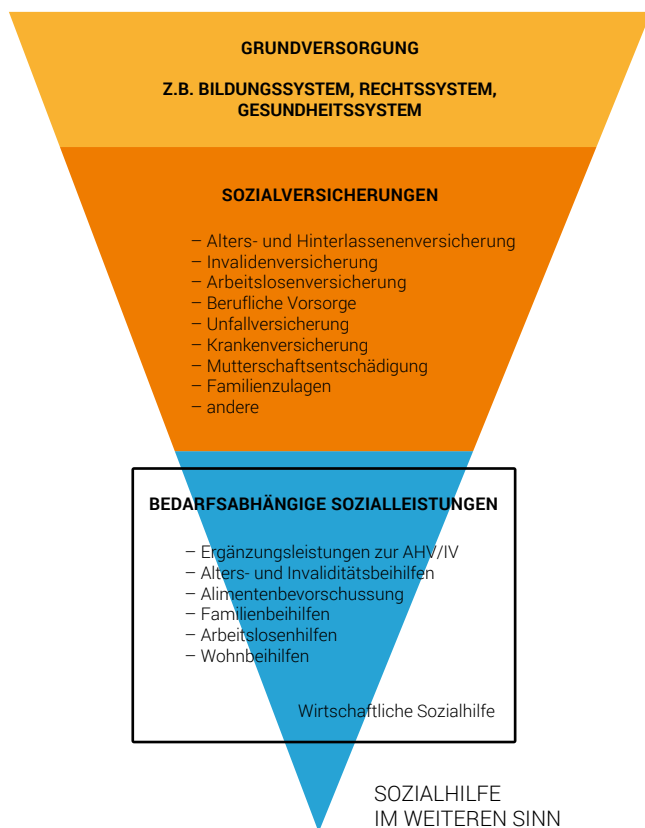 GRUNDVERSORGUNG
Z.B. BILDUNGSSYSTEM, RECHTSSYSTEM,
GESUNDHEITSSYSTEM
SOZIALVERSICHERUNGEN
– Alters- und Hinterlassenenversicherung
– Invalidenversicherung
– Arbeitslosenversicherung
– Berufliche Vorsorge
– Unfallversicherung
– Krankenversicherung
– Mutterschaftsentschädigung
– Familienzulagen
– andere
BEDARFSABHÄNGIGE SOZIALLEISTUNGEN
– Ergänzungsleistungen zur AHV/IV
– Alters- und Invaliditätsbeihilfen
– Alimentenbevorschussung
– Familienbeihilfen
– Arbeitslosenhilfen
– Wohnbeihilfen
Wirtschaftliche Sozialhilfe
SOZIALHILFE
IM WEITEREN SINN